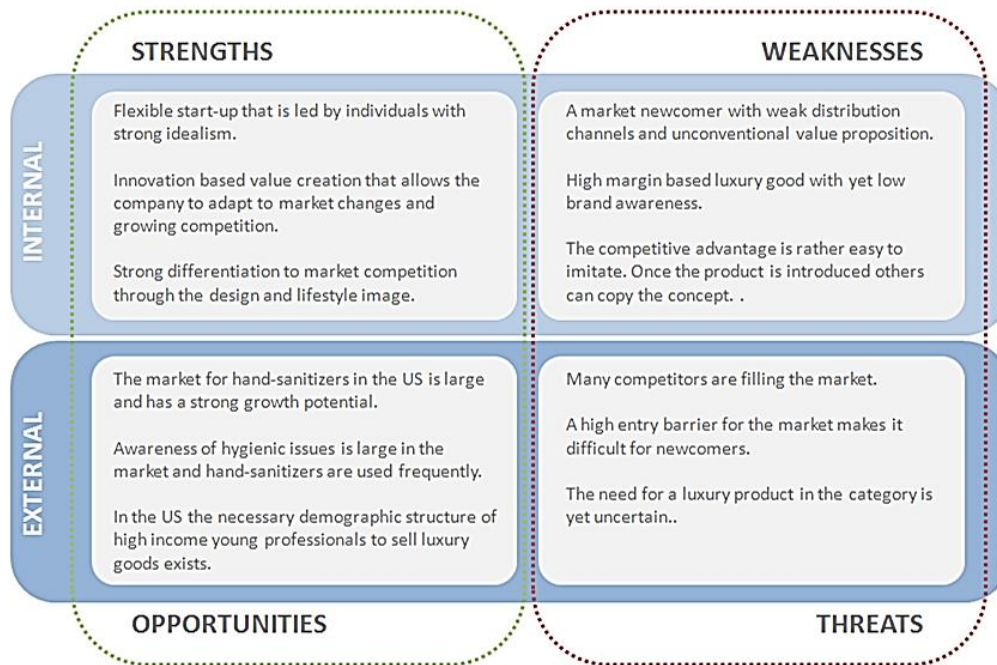 STRENGTHS
WEAKNESSES
INTERNAL
Flexible start-up that is led by individuals with
strong idealism.
Innovation based value creation that allows the
company to adapt to market changes and
growing competition.
Strong differentiation to market competition
through the design and lifestyle image.
A market newcomer with weak distribution
channels and unconventional value proposition.
High margin based luxury good with yet low
brand awareness.
The competitive advantage is rather easy to
imitate. Once the product is introduced others
can copy the concept. .
EXTERNAL
The market for hand-sanitizers in the US is large
and has a strong growth potential.
Awareness of hygienic issues is large in the
market and hand-sanitizers are used frequently.
In the US the necessary demographic structure of
high income young professionals to sell luxury
goods exists.
Many competitors are filling the market.
A high entry barrier for the market makes it
difficult for newcomers.
The need for a luxury product in the category is
yet uncertain..
OPPORTUNITIES
THREATS